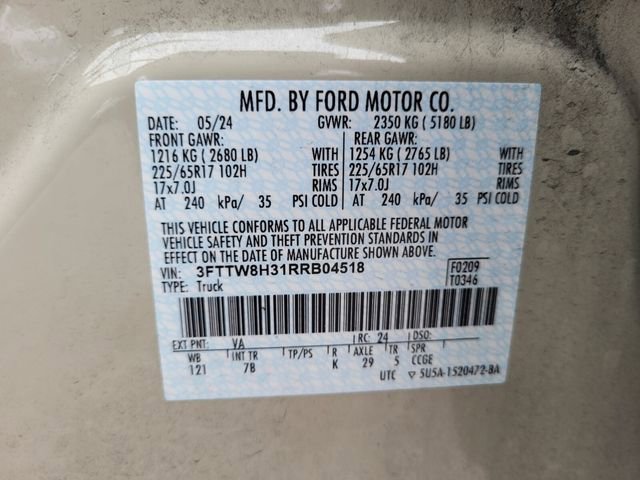 MFD. BY FORD MOTOR CO.
DATE: 05/24 GVWR: 2350 KG ( 5180 LB)
FRONT GAWR: REAR GAWR:
1216 KG ( 2680 LB) WITH 1254 KG ( 2765 LB) WITH
225/65R17 102H TIRES 225/65R17 102H TIRES
17x7.0J RIMS 17x7.0J RIMS
AT 240 kPa/ 35 PSI COLD AT 240 kPa/ 35 PSI COLD
THIS VEHICLE CONFORMS TO ALL APPLICABLE FEDERAL MOTOR
VEHICLE SAFETY AND THEFT PREVENTION STANDARDS IN
EFFECT ON THE DATE OF MANUFACTURE SHOWN ABOVE.
VIN: 3FTTW8H31RRB04518 F0209
TYPE: Truck T0346
EXT PNT: VA RC: 24 DSO:
WB INT TR TP/PS R AXLE TR SPR
121 7B K 29 5 CCGE
UTC ▽ 5U5A-1520472-BA